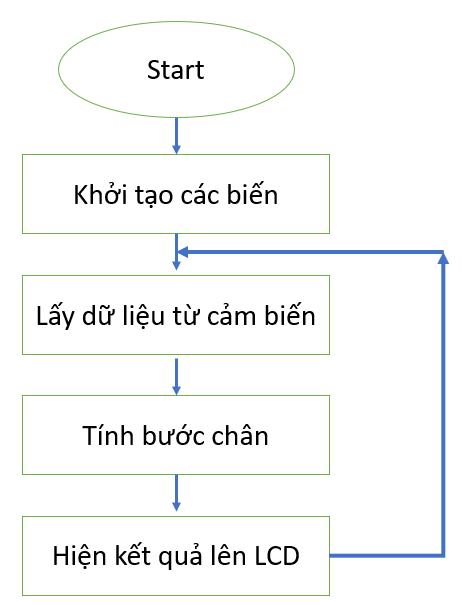 Start
Khởi tạo các biến
Lấy dữ liệu từ cảm biến
Tính bước chân
Hiện kết quả lên LCD